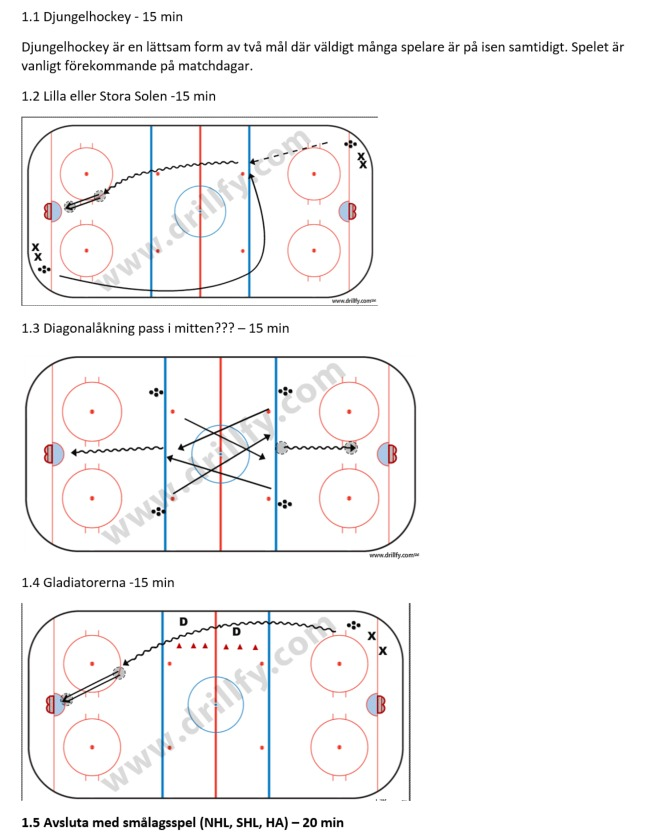 1.1 Djungelhockey - 15 min
Djungelhockey är en lättsam form av två mål där väldigt många spelare är på isen samtidigt. Spelet är
vanligt förekommande på matchdagar.
1.2 Lilla eller Stora Solen -15 min
www.drillfy.com
X
X
X
X
www.drillfy.com
1.3 Diagonalåkning pass i mitten??? – 15 min
www.drillfy.com
www.drillfy.com
1.4 Gladiatorerna -15 min
D
D
X
X
www.drillfy.com
1.5 Avsluta med smålagsspel (NHL, SHL, HA) – 20 min